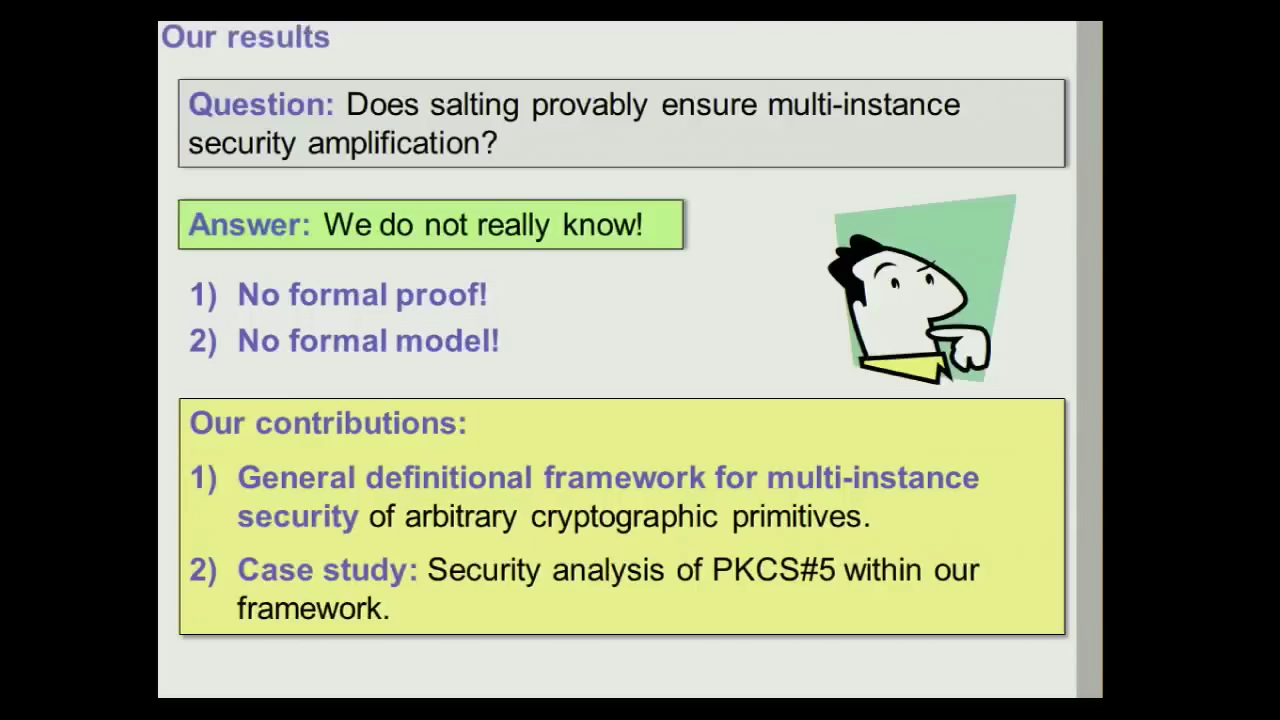 Our results
Question: Does salting provably ensure multi-instance
security amplification?
Answer: We do not really know!
1) No formal proof!
2) No formal model!
Our contributions:
1) General definitional framework for multi-instance
security of arbitrary cryptographic primitives.
2) Case study: Security analysis of PKCS#5 within our
framework.